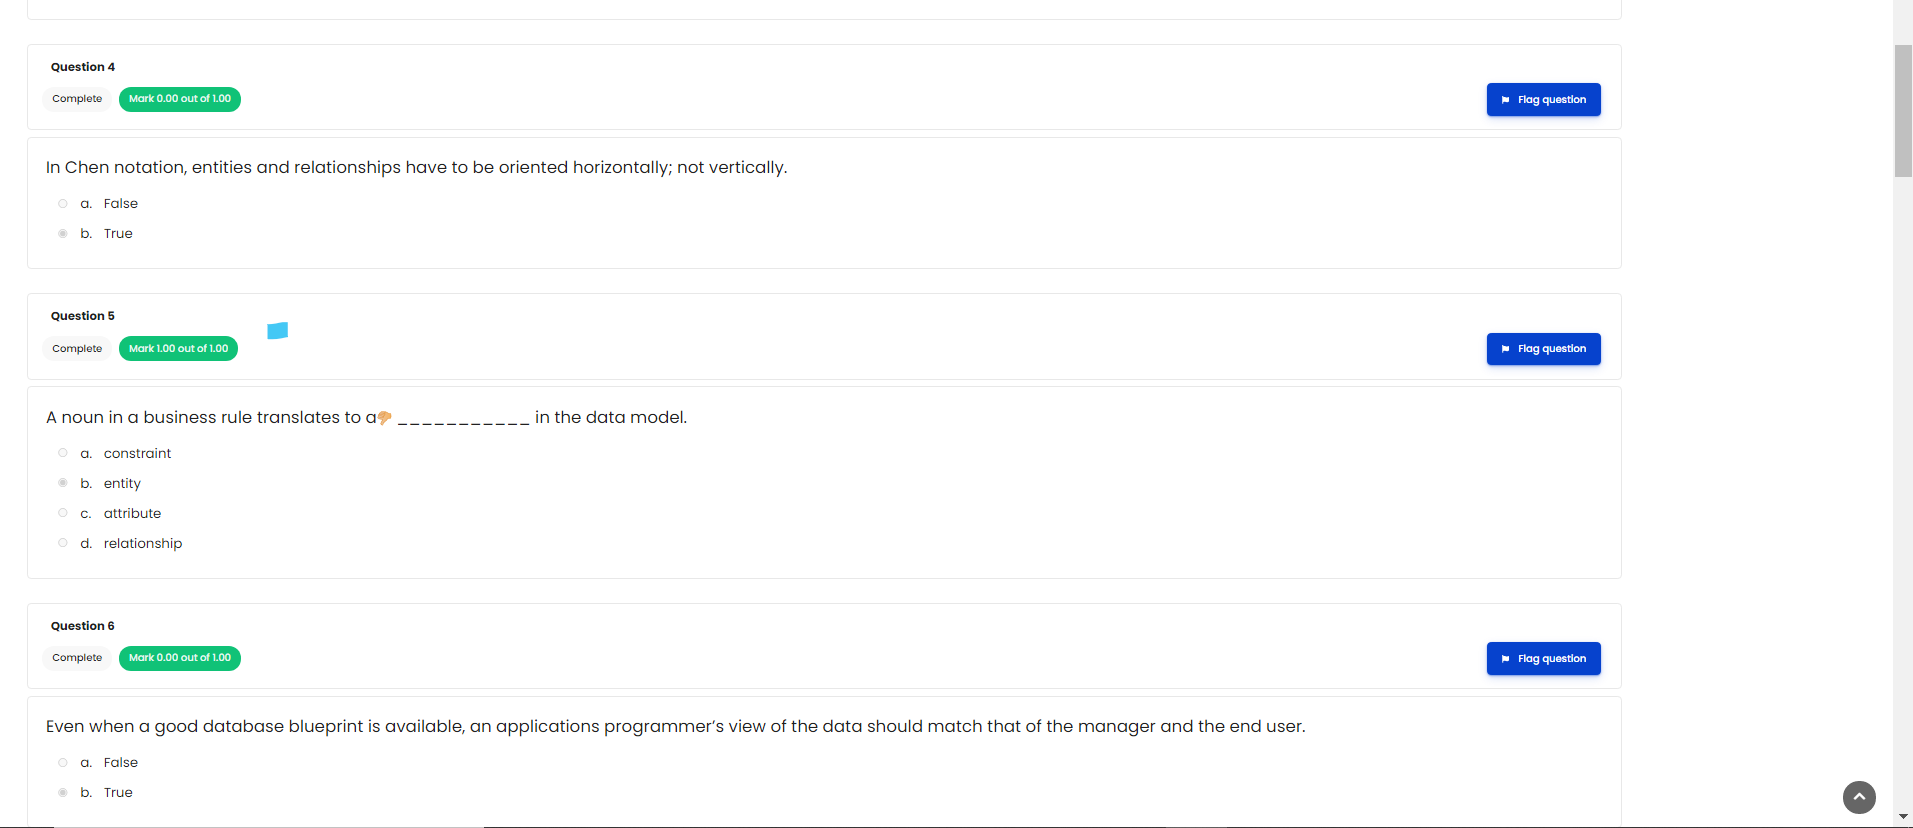 Question 4
Complete Mark 0.00 out of 1.00
Flag question
In Chen notation, entities and relationships have to be oriented horizontally; not vertically.
a. False
b. True
Question 5
Complete Mark 1.00 out of 1.00
Flag question
A noun in a business rule translates to a ___________ in the data model.
a. constraint
b. entity
c. attribute
d. relationship
Question 6
Complete Mark 0.00 out of 1.00
Flag question
Even when a good database blueprint is available, an applications programmer’s view of the data should match that of the manager and the end user.
a. False
b. True